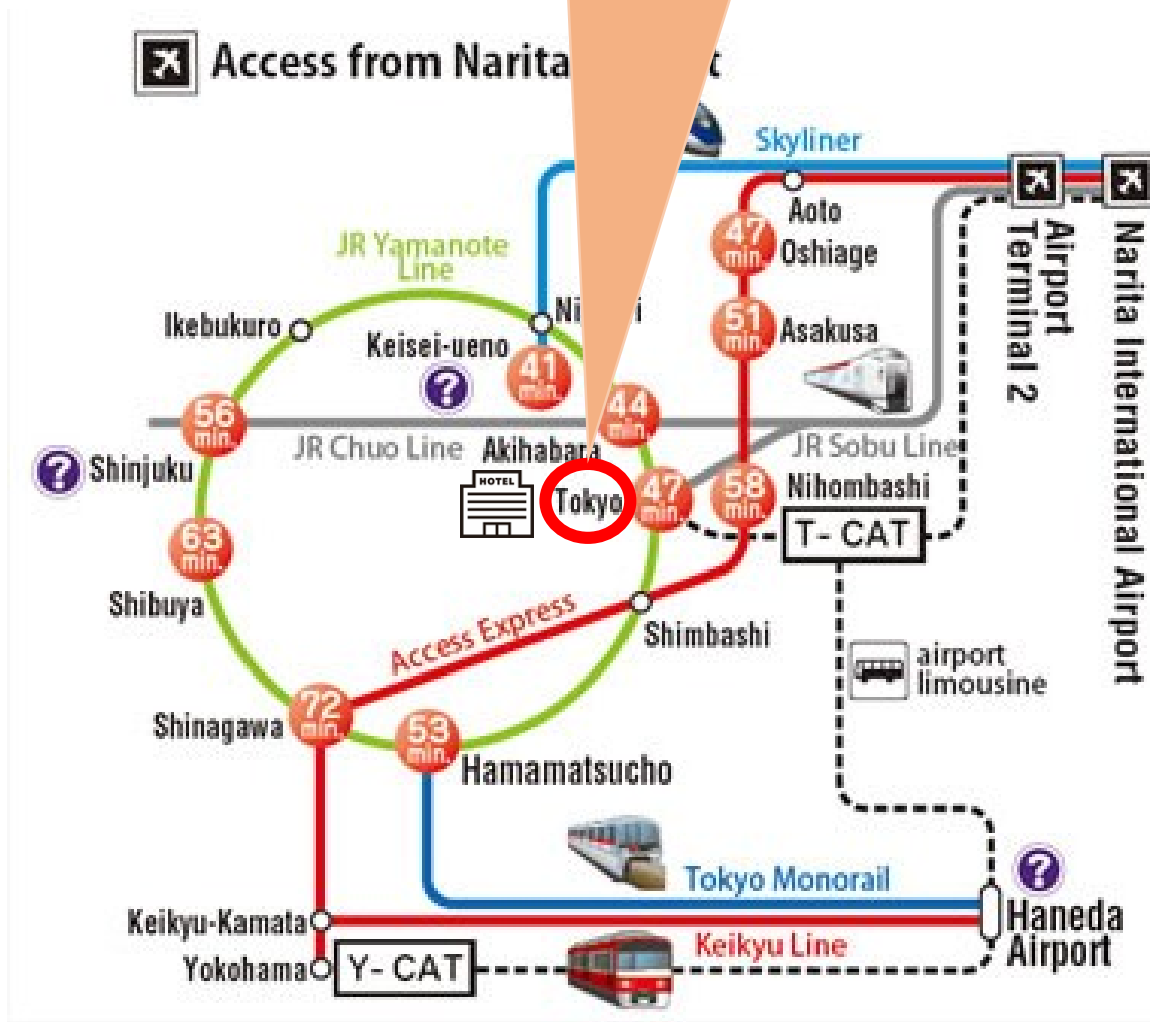 Access from Narita
Skyliner
Aoto
47
min.
Oshiage
Airport
Terminal 2
Narita International Airport
JR Yamanote
Line
Ikebukuro
Keisei-ueno
51
min.
Asakusa
41
min.
?
56
min.
44
min.
JR Chuo Line
Akihabara
JR Sobu Line
?
Shinjuku
HOTEL
Tokyo
47
min.
58
min.
Nihombashi
T- CAT
63
min.
Shibuya
Access Express
Shimbashi
airport
limousine
72
min.
Shinagawa
53
min.
Hamamatsucho
?
Tokyo Monorail
Haneda
Airport
Keikyu-Kamata
Keikyu Line
Yokohama
Y- CAT